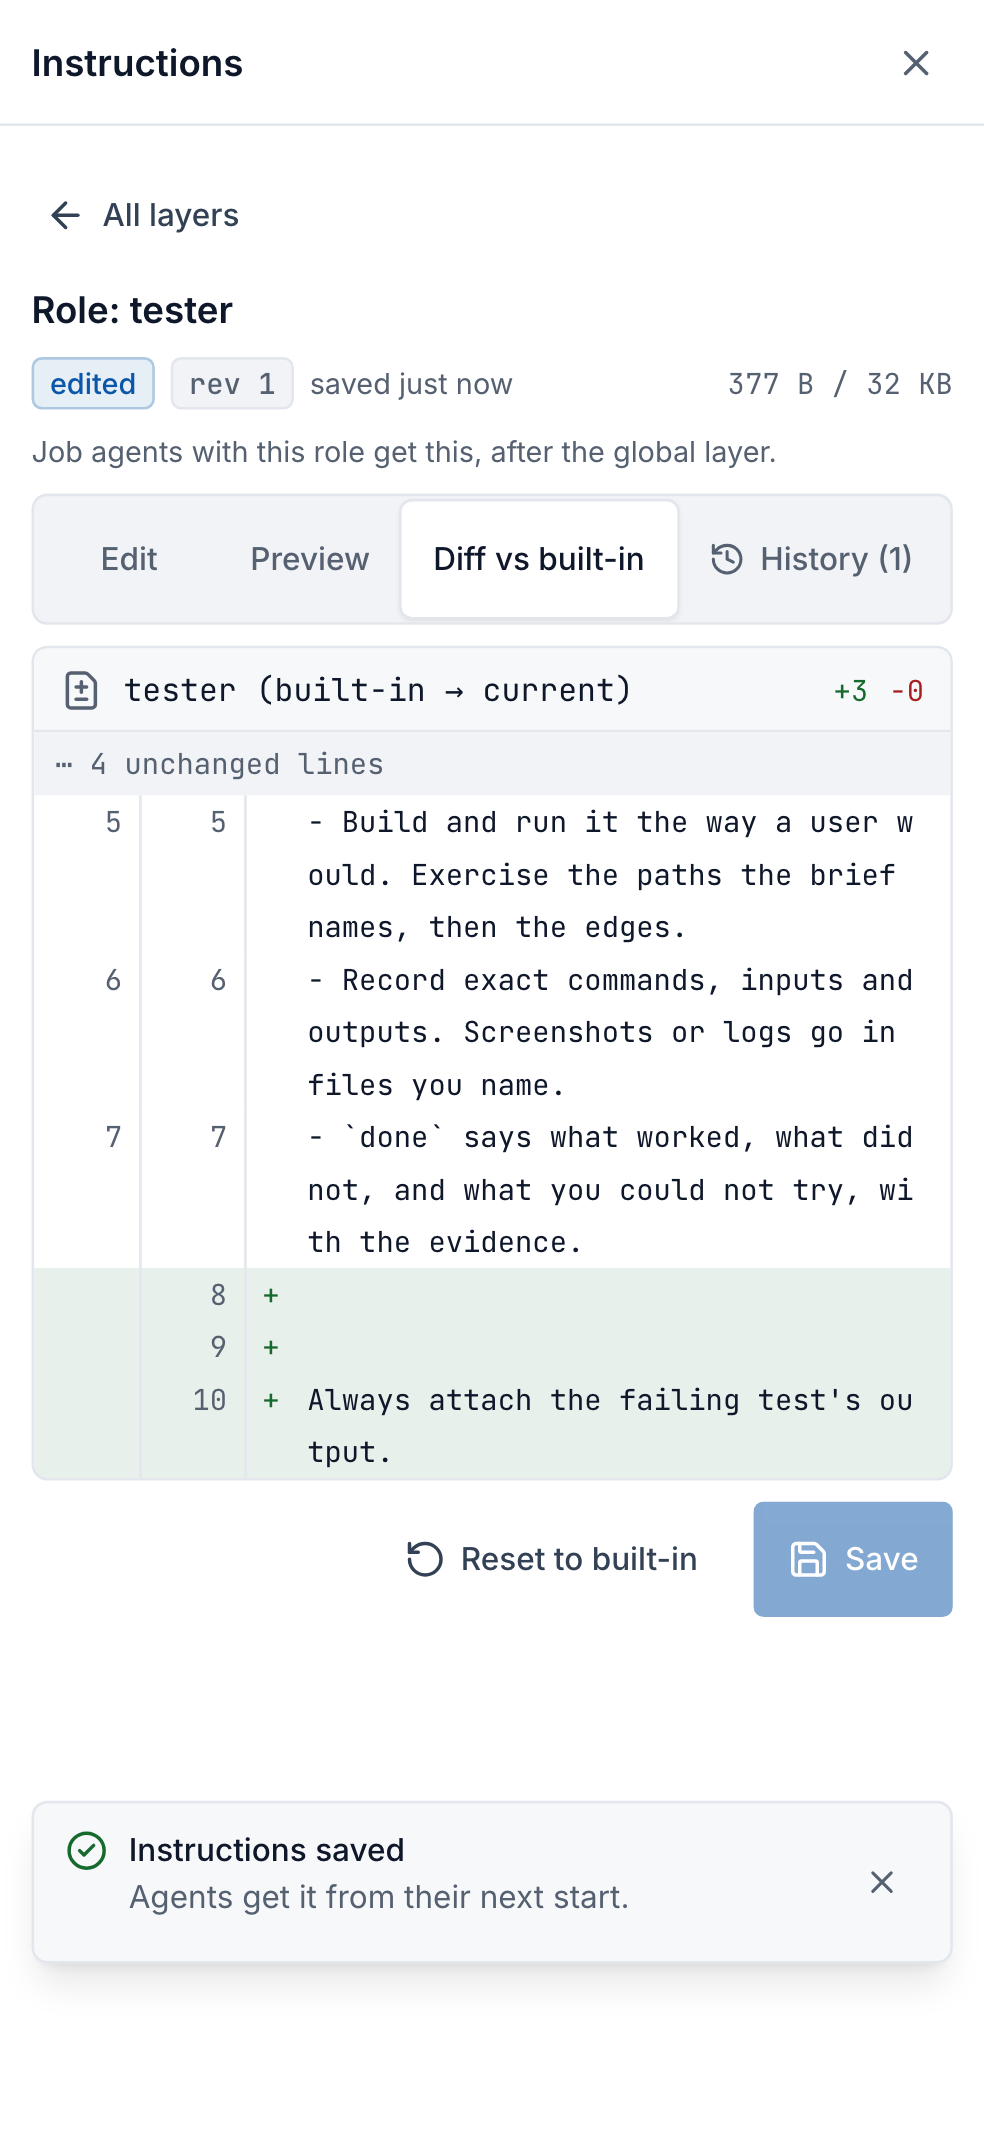 Instructions
All layers
Role: tester
edited rev 1 saved just now 377 B / 32 KB
Job agents with this role get this, after the global layer.
Edit Preview Diff vs built-in History (1)
tester (built-in → current) +3 -0
⋯ 4 unchanged lines
5 5 - Build and run it the way a user w
ould. Exercise the paths the brief
names, then the edges.
6 6 - Record exact commands, inputs and
outputs. Screenshots or logs go in
files you name.
7 7 - `done` says what worked, what did
not, and what you could not try, wi
th the evidence.
8 +
9 +
10 + Always attach the failing test's ou
tput.
Reset to built-in Save
Instructions saved
Agents get it from their next start.